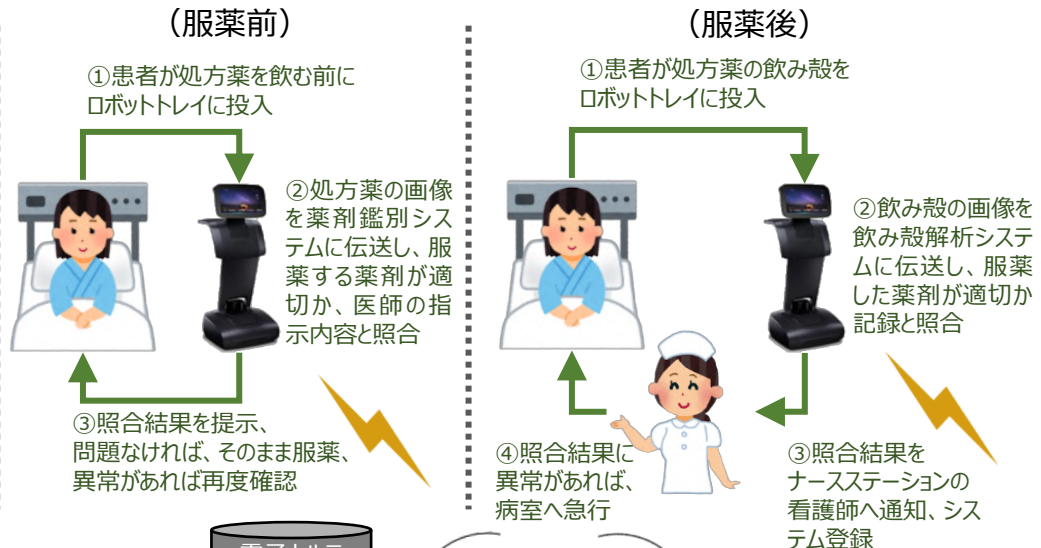 （服薬前）
①患者が処方薬を飲む前に
ロボットトレイに投入
②処方薬の画像
を薬剤鑑別シス
テムに伝送し、服
薬する薬剤が適
切か、医師の指
示内容と照合
③照合結果を提示、
問題なければ、そのまま服薬、
異常があれば再度確認
（服薬後）
①患者が処方薬の飲み殻を
ロボットトレイに投入
②飲み殻の画像を
飲み殻解析システ
ムに伝送し、服薬
した薬剤が適切か
記録と照合
③照合結果を
ナースステーションの
看護師へ通知、シス
テム登録
④照合結果に
異常があれば、
病室へ急行
電子カルテ